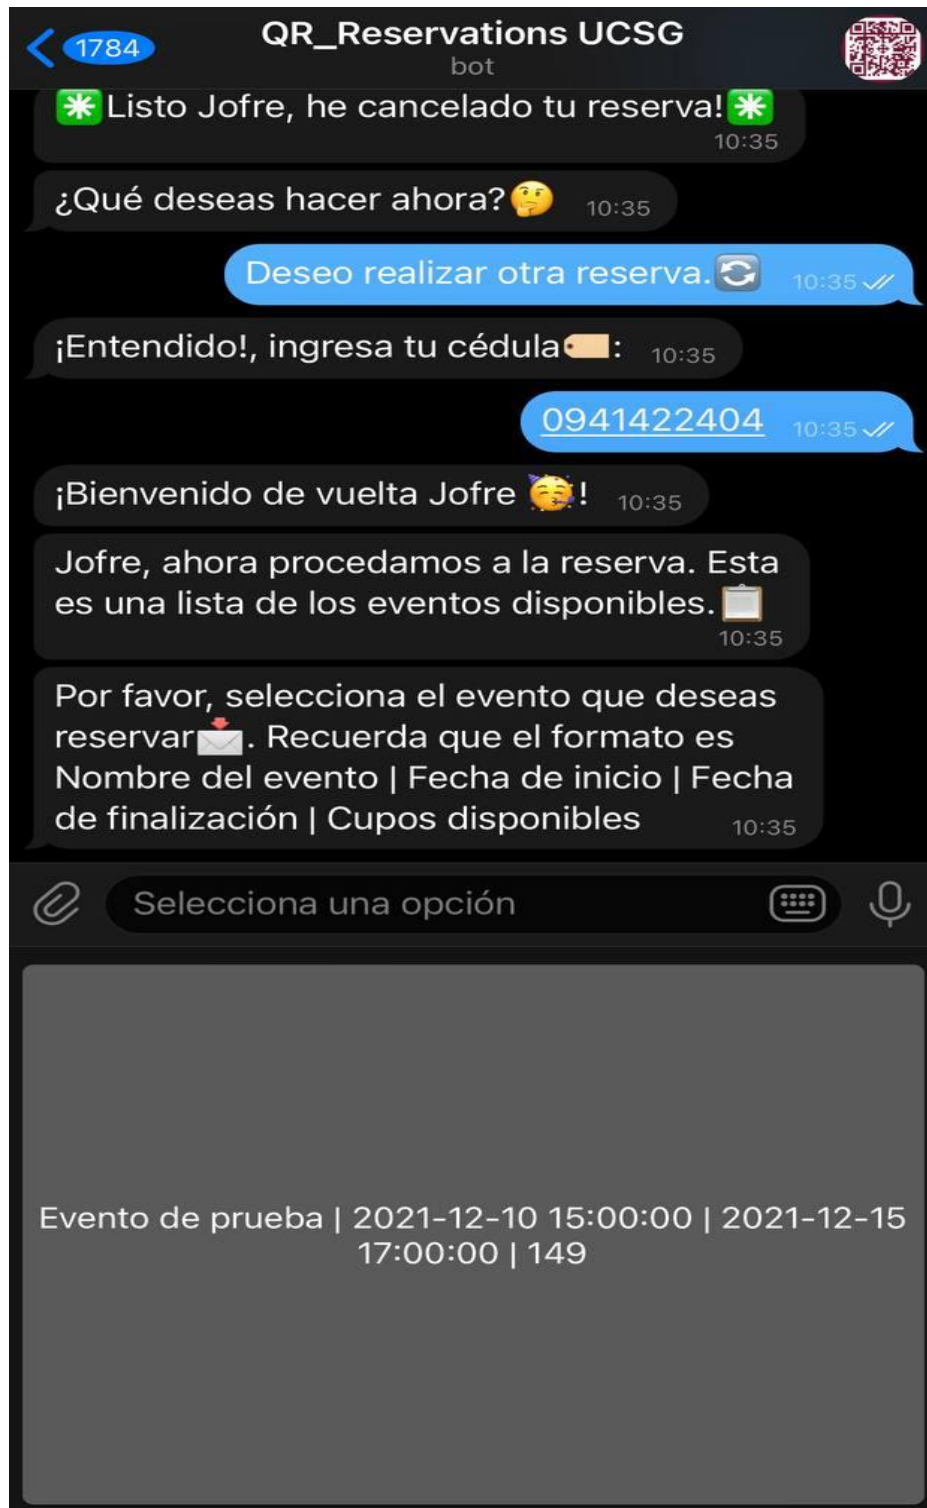 1784
QR_Reservations UCSG
bot
✳️Listo Jofre, he cancelado tu reserva!✳️
10:35
¿Qué deseas hacer ahora?🤔 10:35
Deseo realizar otra reserva.🔄 10:35
¡Entendido!, ingresa tu cédula🏷️: 10:35
0941422404 10:35
¡Bienvenido de vuelta Jofre 🥳! 10:35
Jofre, ahora procedamos a la reserva. Esta
es una lista de los eventos disponibles.📋
10:35
Por favor, selecciona el evento que deseas
reservar📩. Recuerda que el formato es
Nombre del evento | Fecha de inicio | Fecha
de finalización | Cupos disponibles 10:35
Selecciona una opción
Evento de prueba | 2021-12-10 15:00:00 | 2021-12-15
17:00:00 | 149